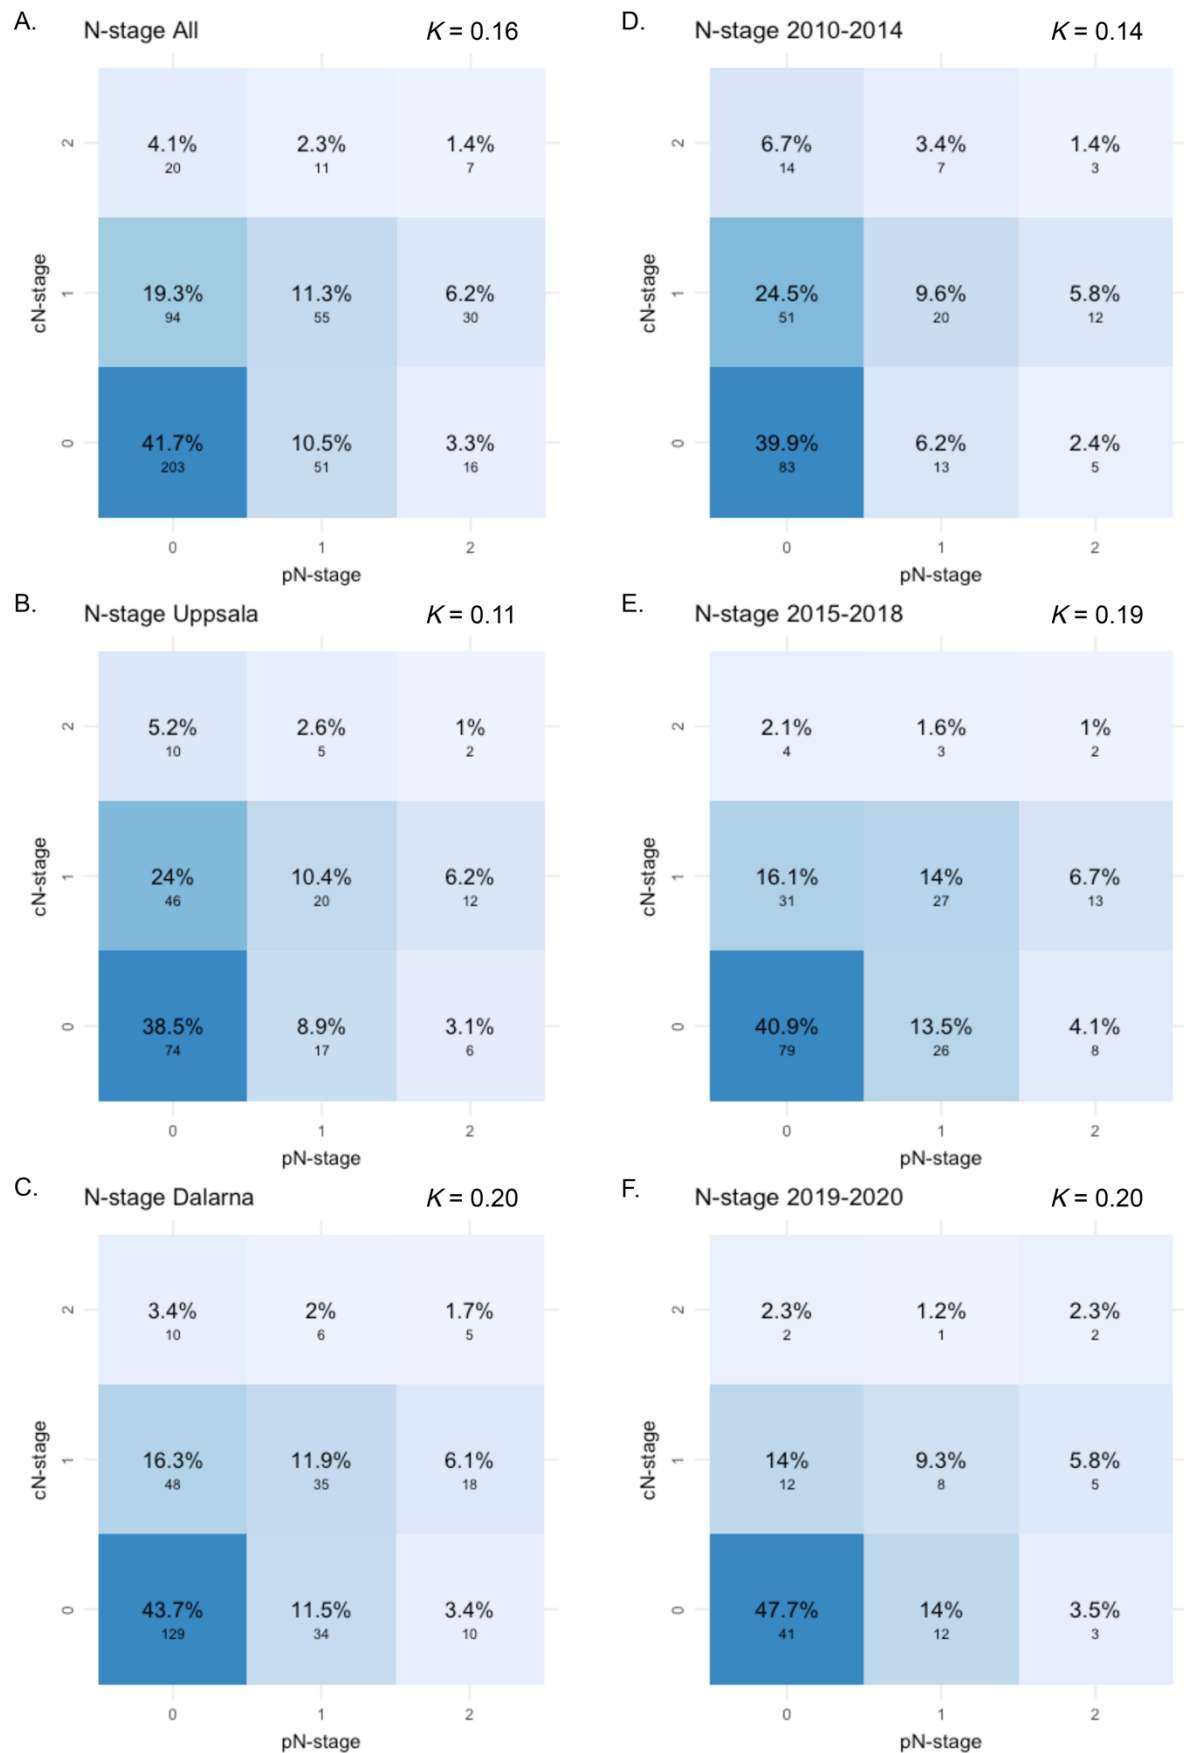 A. N-stage All K = 0.16
2 4.1% 2.3% 1.4%
20 11 7
cN-stage
1 19.3% 11.3% 6.2%
94 55 30
0 41.7% 10.5% 3.3%
203 51 16
0 1 2
pN-stage
D. N-stage 2010-2014 K = 0.14
2 6.7% 3.4% 1.4%
14 7 3
cN-stage
1 24.5% 9.6% 5.8%
51 20 12
0 39.9% 6.2% 2.4%
83 13 5
0 1 2
pN-stage
B. N-stage Uppsala K = 0.11
2 5.2% 2.6% 1%
10 5 2
cN-stage
1 24% 10.4% 6.2%
46 20 12
0 38.5% 8.9% 3.1%
74 17 6
0 1 2
pN-stage
E. N-stage 2015-2018 K = 0.19
2 2.1% 1.6% 1%
4 3 2
cN-stage
1 16.1% 14% 6.7%
31 27 13
0 40.9% 13.5% 4.1%
79 26 8
0 1 2
pN-stage
C. N-stage Dalarna K = 0.20
2 3.4% 2% 1.7%
10 6 5
cN-stage
1 16.3% 11.9% 6.1%
48 35 18
0 43.7% 11.5% 3.4%
129 34 10
0 1 2
pN-stage
F. N-stage 2019-2020 K = 0.20
2 2.3% 1.2% 2.3%
2 1 2
cN-stage
1 14% 9.3% 5.8%
12 8 5
0 47.7% 14% 3.5%
41 12 3
0 1 2
pN-stage